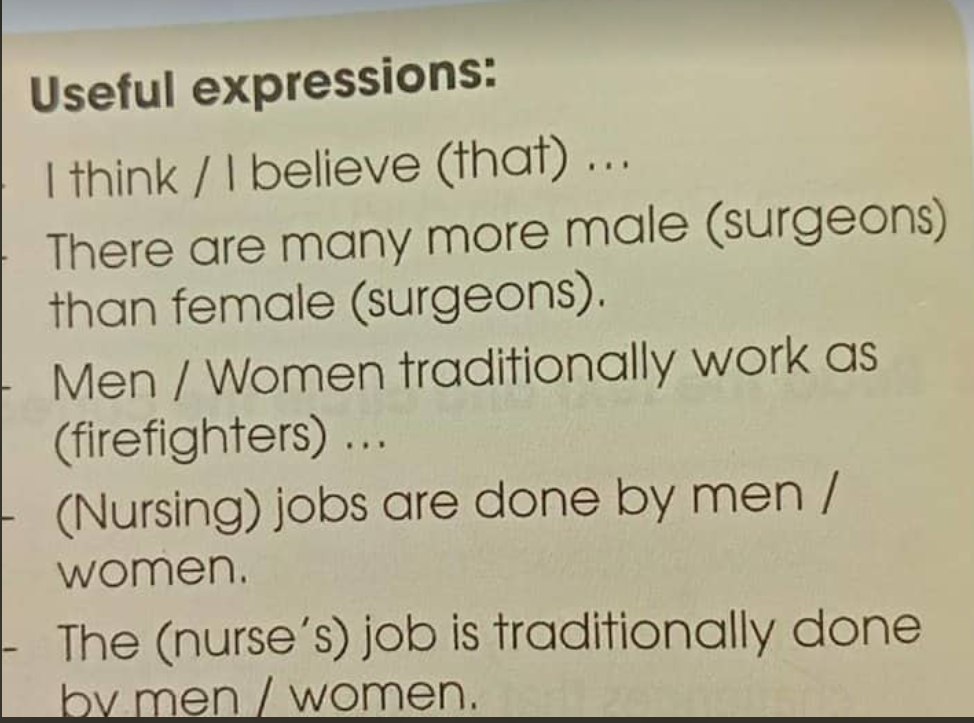 Useful expressions:
- I think / I believe (that) ...
- There are many more male (surgeons)
than female (surgeons).
- Men / Women traditionally work as
(firefighters) ...
- (Nursing) jobs are done by men /
women.
- The (nurse's) job is traditionally done
by men / women.